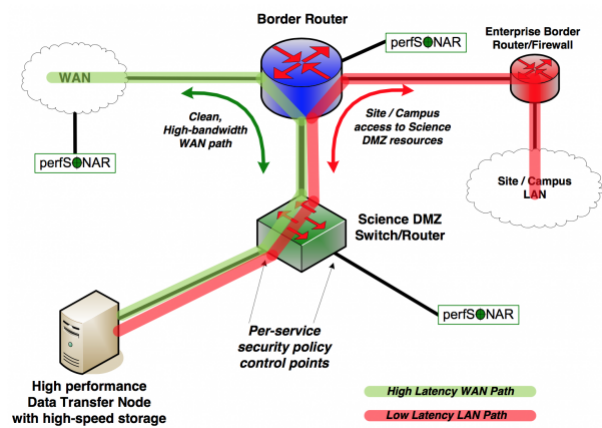 Border Router
perfSONAR
Enterprise Border
Router/Firewall
WAN
Clean,
High-bandwidth
WAN path
Site / Campus
access to Science
DMZ resources
perfSONAR
Site / Campus
LAN
Science DMZ
Switch/Router
perfSONAR
Per-service
security policy
control points
High performance
Data Transfer Node
with high-speed storage
High Latency WAN Path
Low Latency LAN Path